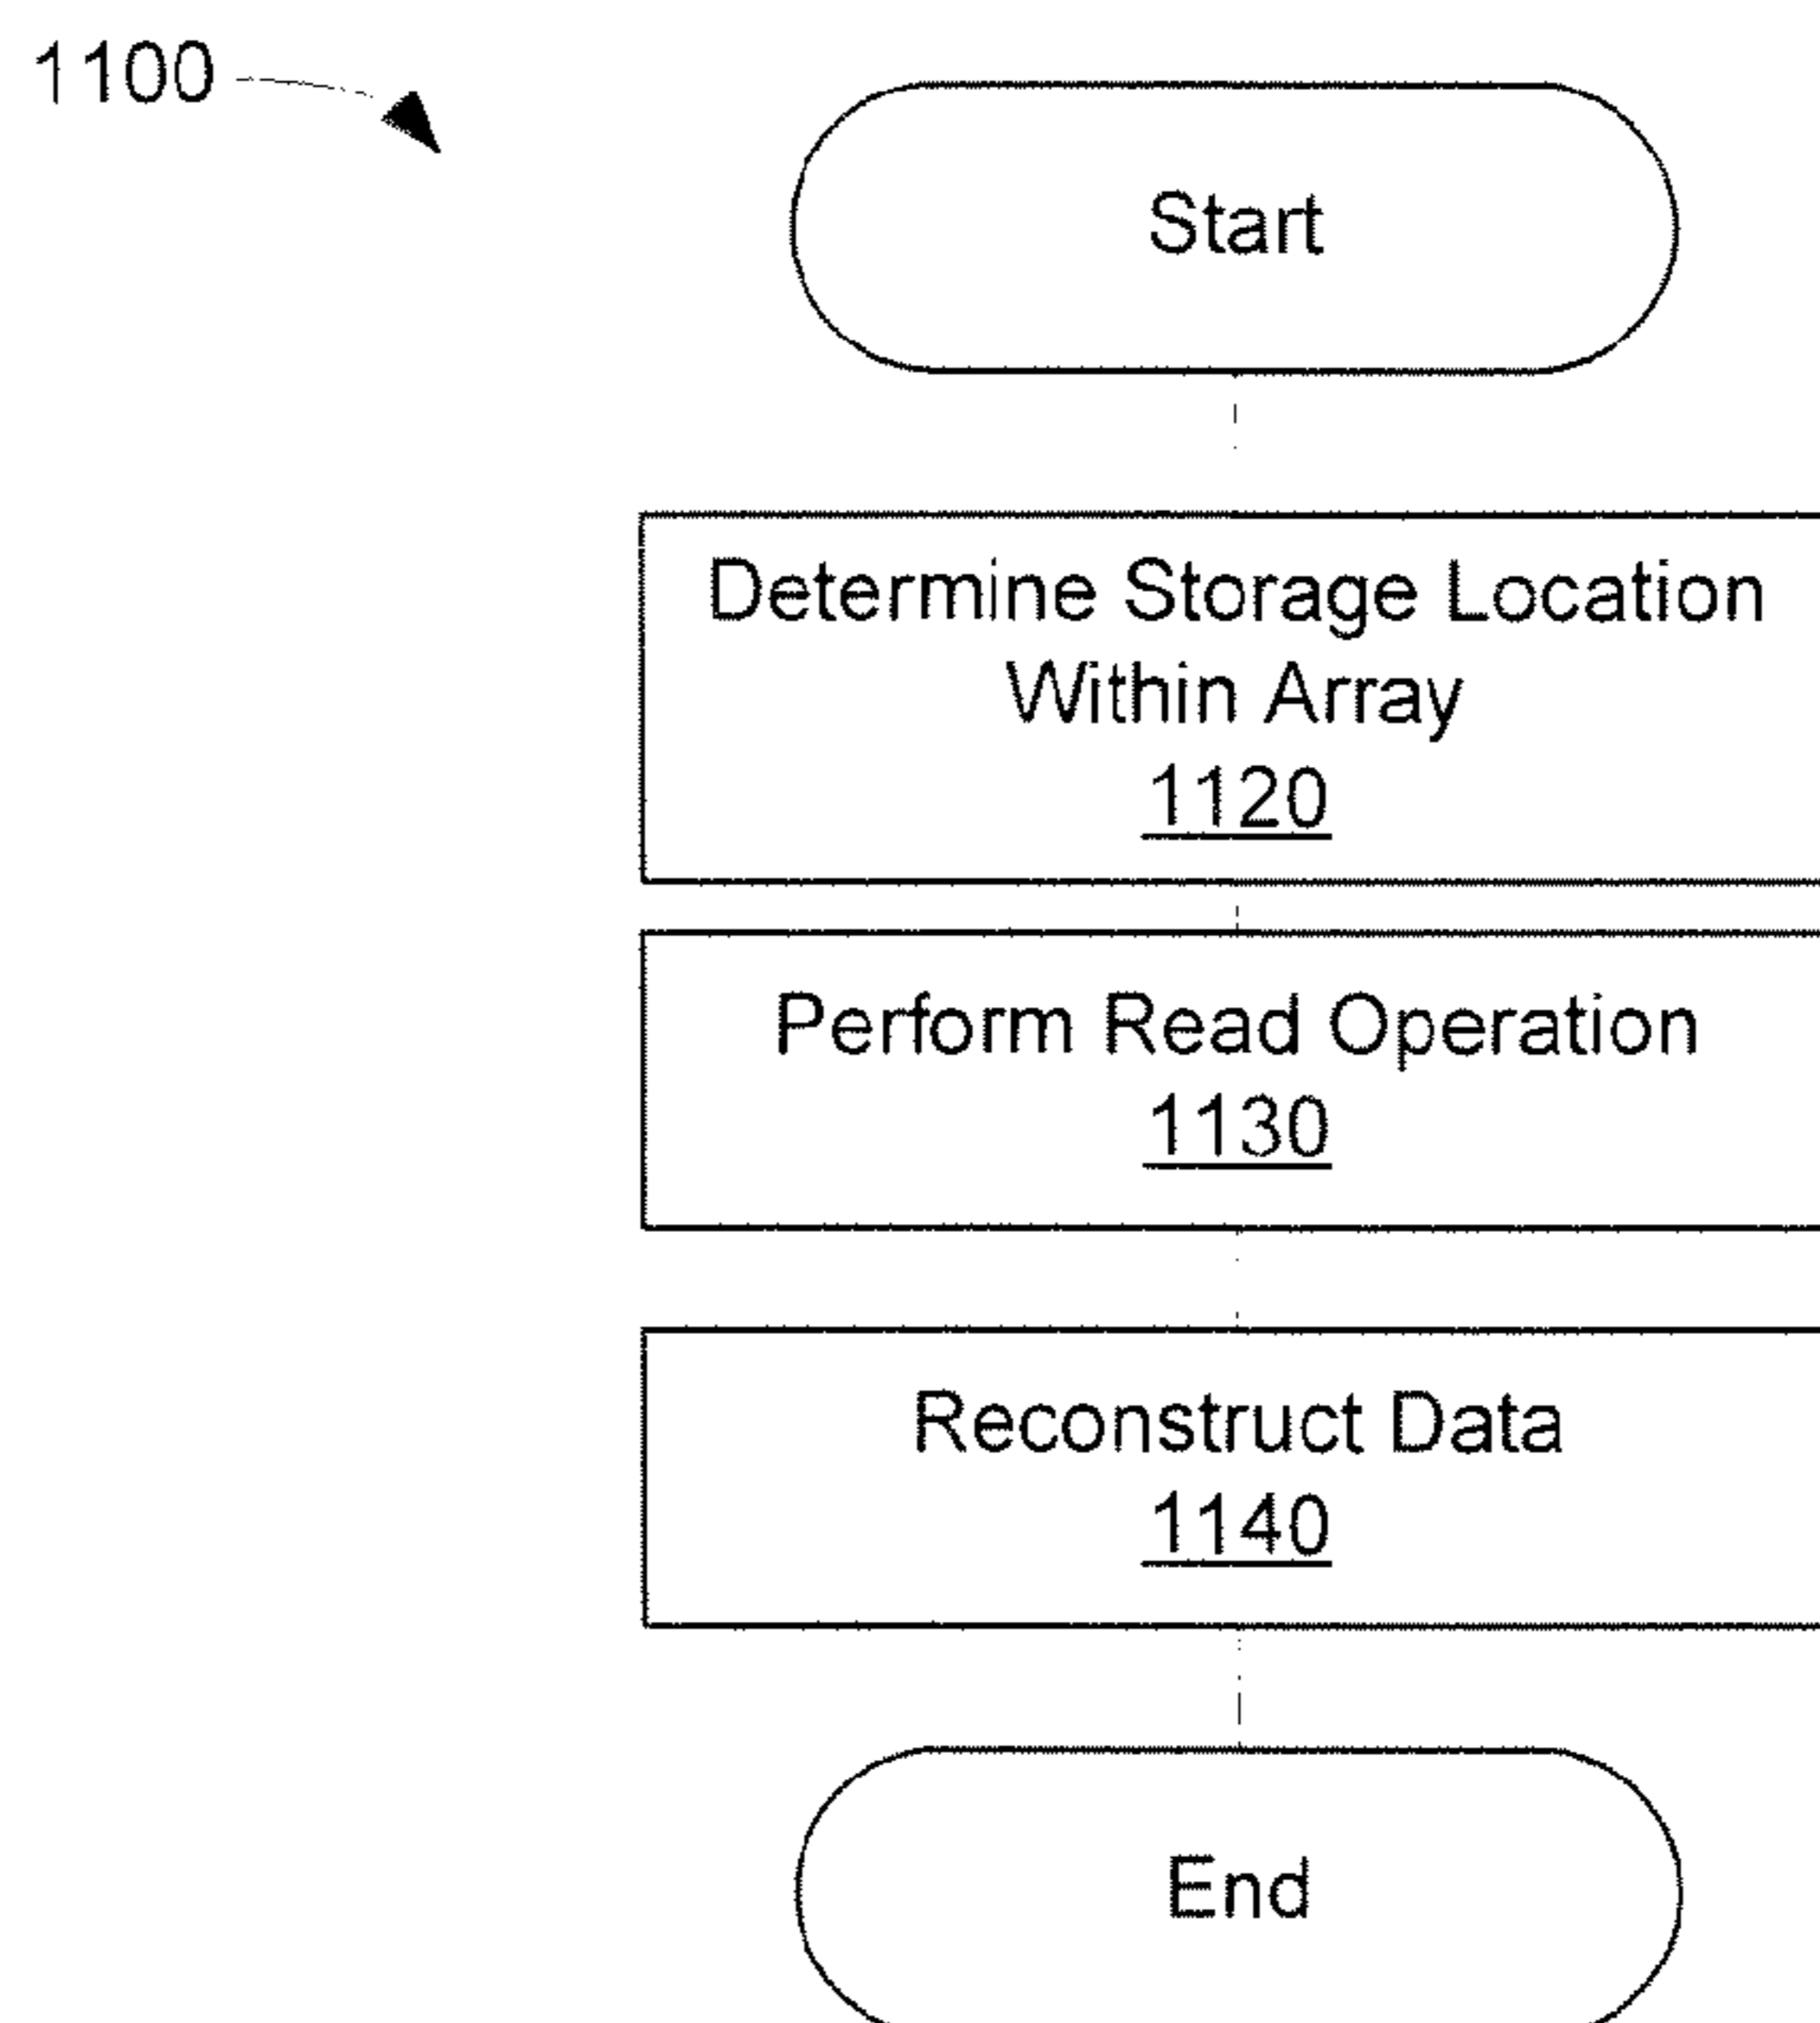 1100
Start
Determine Storage Location
Within Array
1120
Perform Read Operation
1130
Reconstruct Data
1140
End